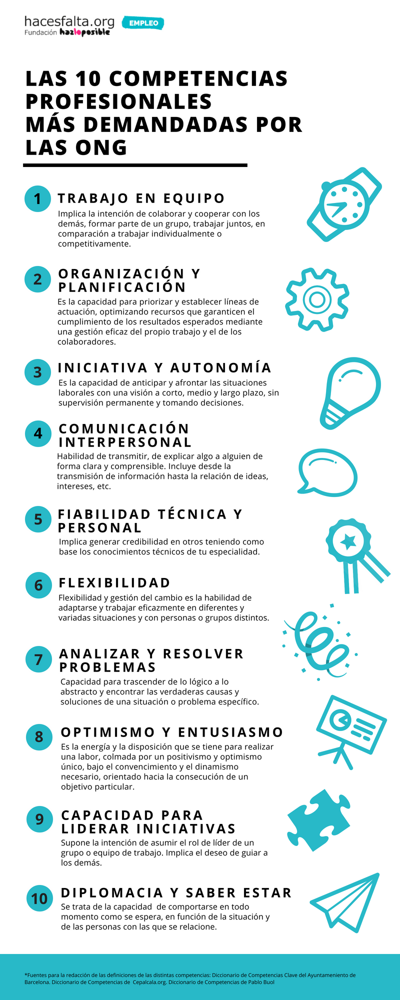 hacesfalta.org EMPLEO
Fundación hazloposible
LAS 10 COMPETENCIAS
PROFESIONALES
MÁS DEMANDADAS POR
LAS ONG
1 TRABAJO EN EQUIPO
Implica la intención de colaborar y cooperar con los
demás, formar parte de un grupo, trabajar juntos, en
comparación a trabajar individualmente o
competitivamente.
2 ORGANIZACIÓN Y
PLANIFICACIÓN
Es la capacidad para priorizar y establecer líneas de
actuación, optimizando recursos que garanticen el
cumplimiento de los resultados esperados mediante
una gestión eficaz del propio trabajo y el de los
colaboradores.
3 INICIATIVA Y AUTONOMÍA
Es la capacidad de anticipar y afrontar las situaciones
laborales con una visión a corto, medio y largo plazo, sin
supervisión permanente y tomando decisiones.
4 COMUNICACIÓN
INTERPERSONAL
Habilidad de transmitir, de explicar algo a alguien de
forma clara y comprensible. Incluye desde la
transmisión de información hasta la relación de ideas,
intereses, etc.
5 FIABILIDAD TÉCNICA Y
PERSONAL
Implica generar credibilidad en otros teniendo como
base los conocimientos técnicos de tu especialidad.
6 FLEXIBILIDAD
Flexibilidad y gestión del cambio es la habilidad de
adaptarse y trabajar eficazmente en diferentes y
variadas situaciones y con personas o grupos distintos.
7 ANALIZAR Y RESOLVER
PROBLEMAS
Capacidad para trascender de lo lógico a lo
abstracto y encontrar las verdaderas causas y
soluciones de una situación o problema específico.
8 OPTIMISMO Y ENTUSIASMO
Es la energía y la disposición que se tiene para realizar
una labor, colmada por un positivismo y optimismo
único, bajo el convencimiento y el dinamismo
necesario, orientado hacia la consecución de un
objetivo particular.
9 CAPACIDAD PARA
LIDERAR INICIATIVAS
Supone la intención de asumir el rol de líder de un
grupo o equipo de trabajo. Implica el deseo de guiar a
los demás.
10 DIPLOMACIA Y SABER ESTAR
Se trata de la capacidad  de comportarse en todo
momento como se espera, en función de la situación y
de las personas con las que se relacione.
*Fuentes para la redacción de las definiciones de las distintas competencias: Diccionario de Competencias Clave del Ayuntameniento de
Barcelona. Diccionario de Competencias de  Cepalcala.org. Diccionario de Competencias de Pablo Buol